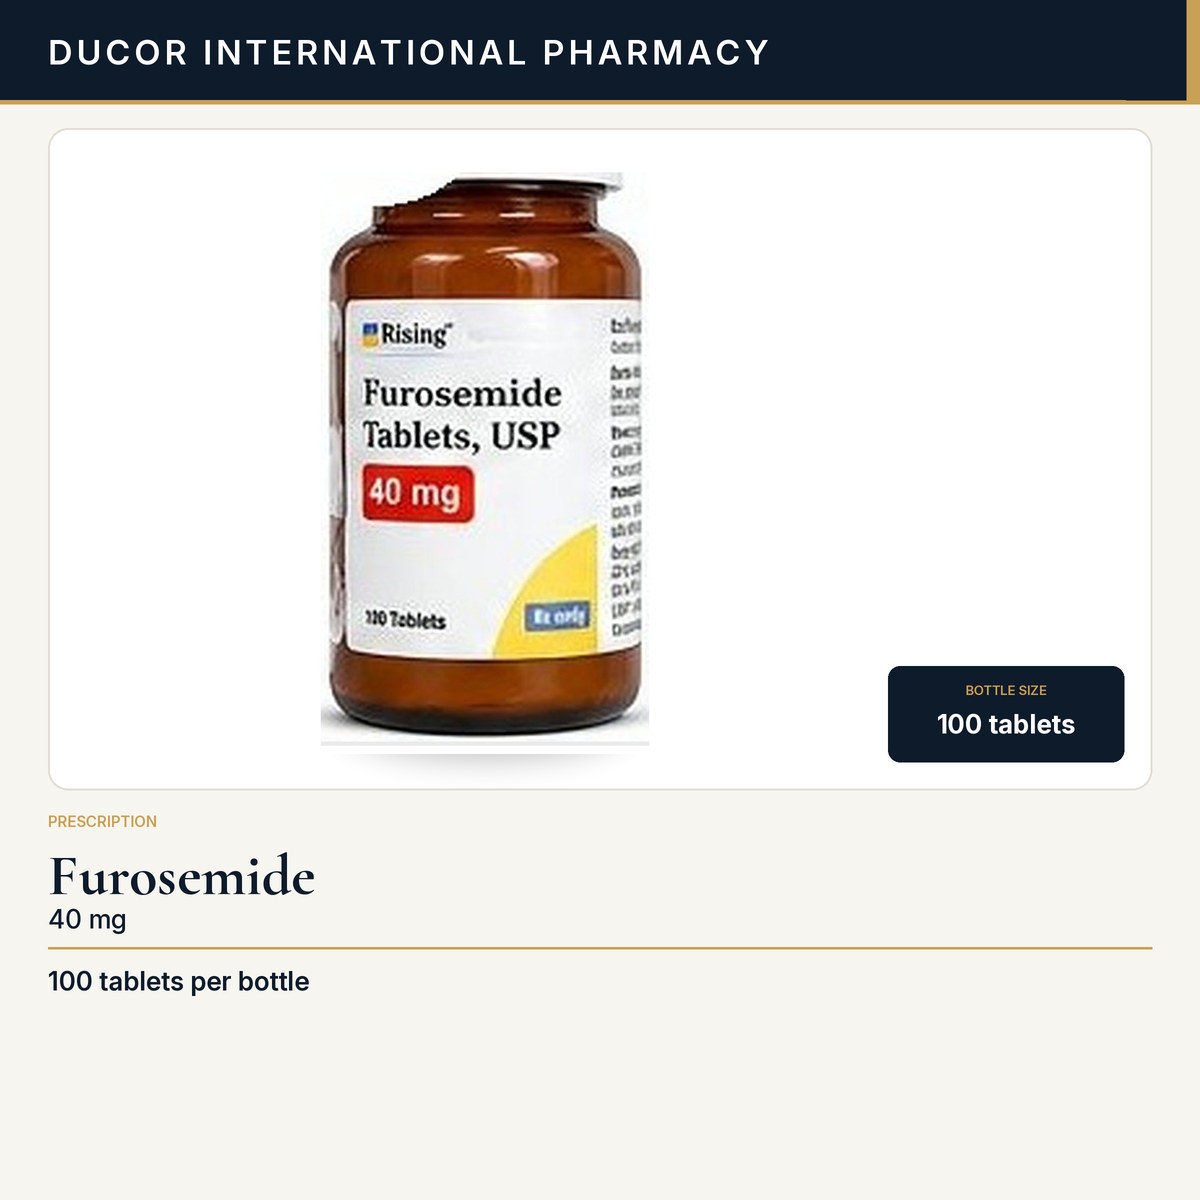 DUCOR INTERNATIONAL PHARMACY
Rising
Furosemide
Tablets, USP
40 mg
100 Tablets
Rx only
BOTTLE SIZE
100 tablets
PRESCRIPTION
Furosemide
40 mg
100 tablets per bottle